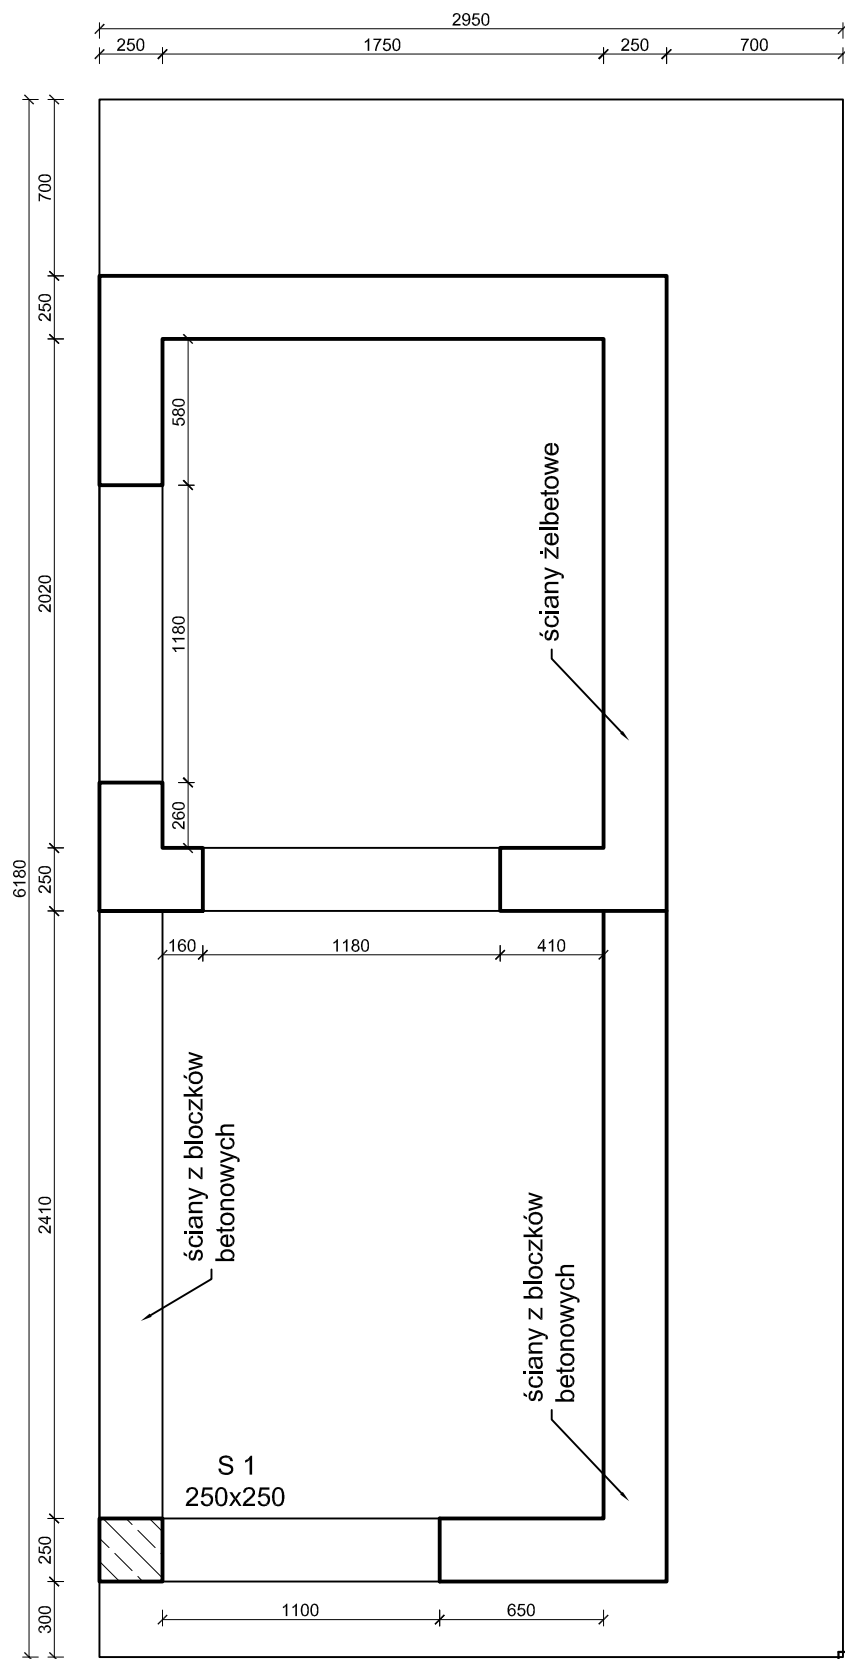 2950
250 1750 250 700
700
250
580
ściany żelbetowe
2020
1180
260
6180
250
160 1180 410
ściany z bloczków
betonowych
2410
ściany z bloczków
betonowych
S 1
250x250
250
300
1100 650